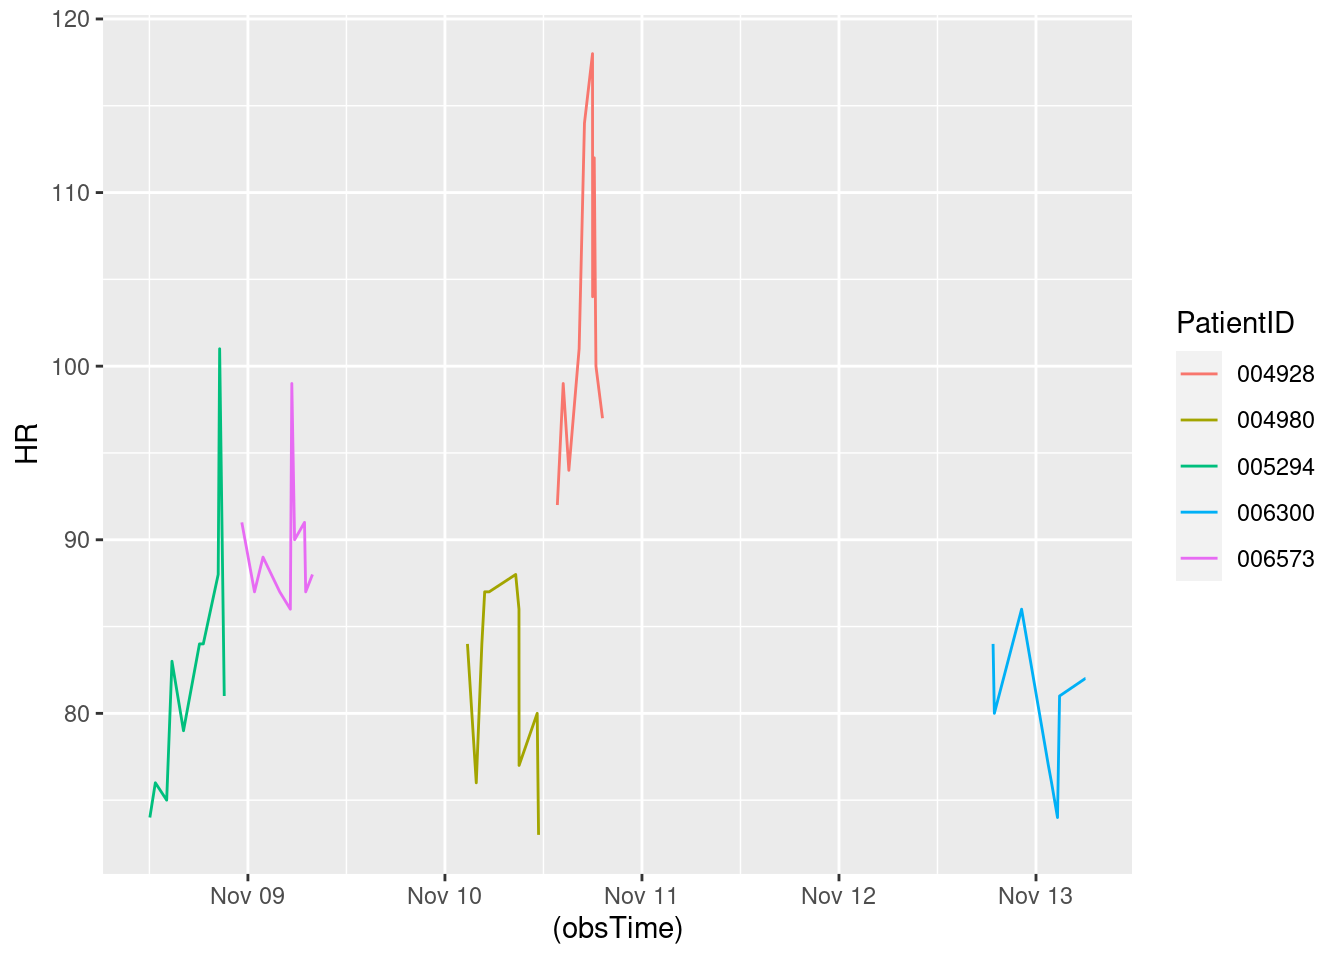 120
110
100
90
80
HR
Nov 09
Nov 10
Nov 11
Nov 12
Nov 13
(obsTime)
PatientID
004928
004980
005294
006300
006573